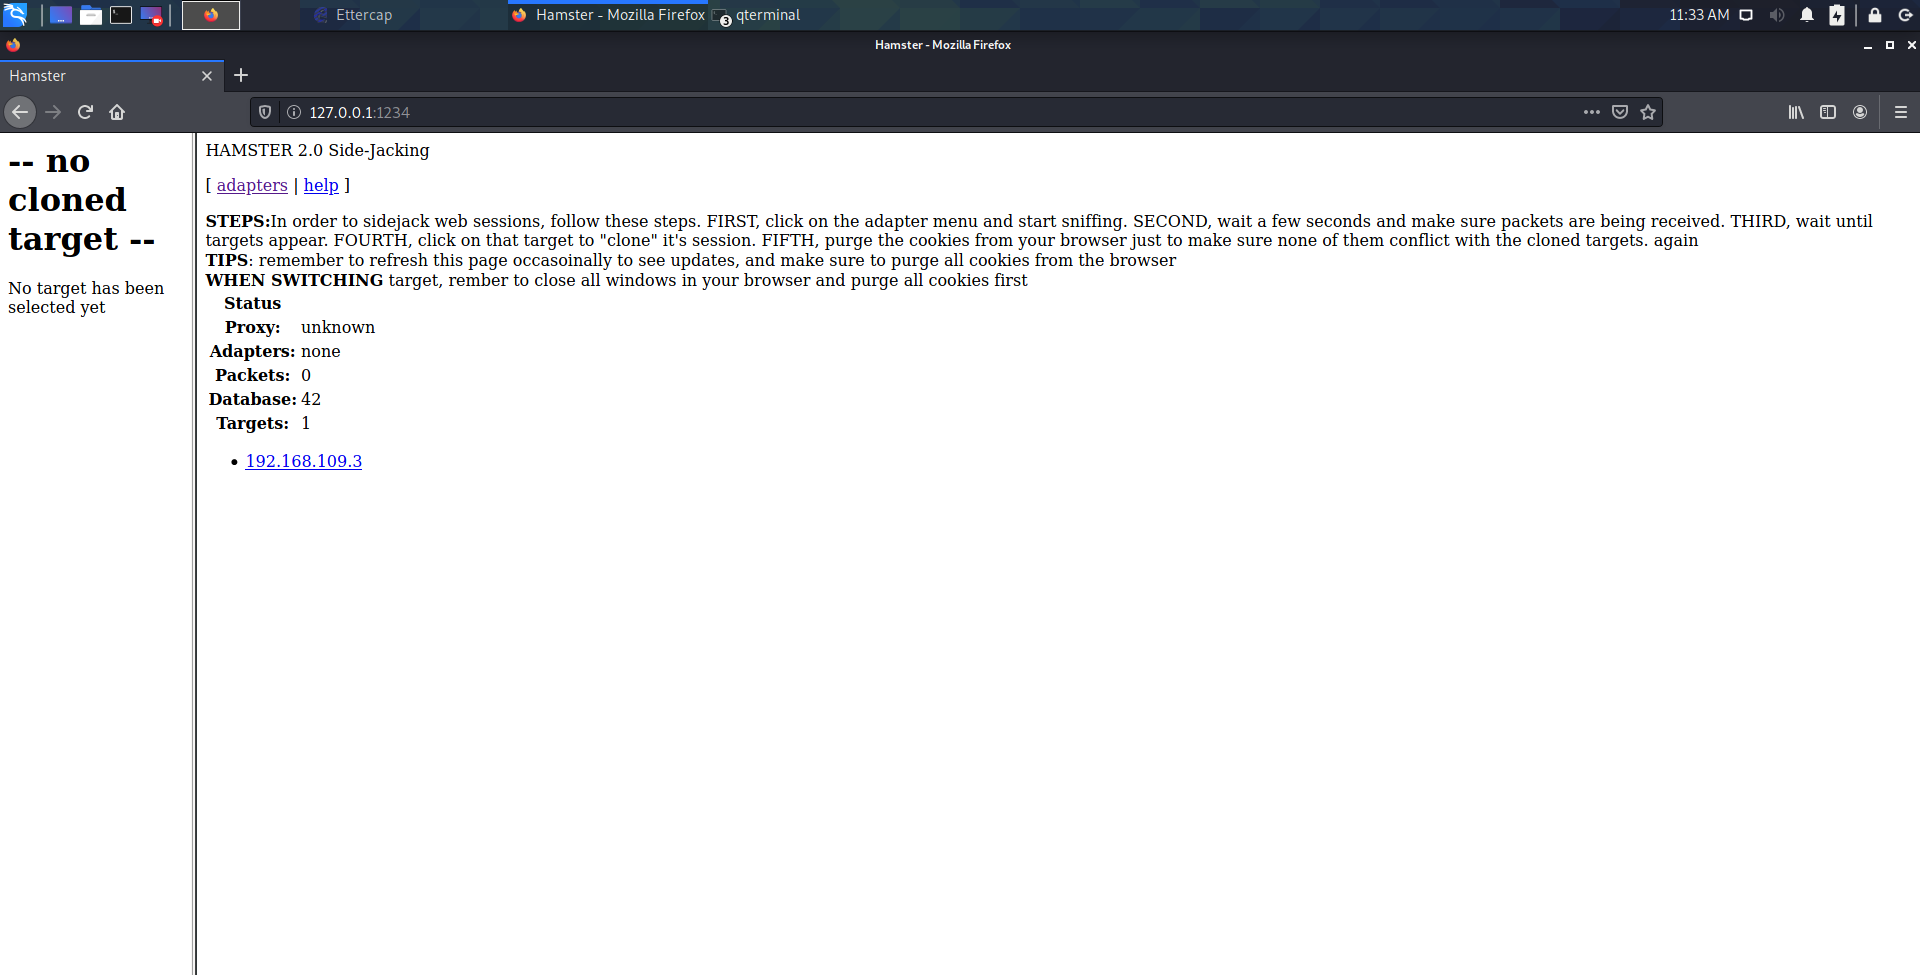 Ettercap
Hamster - Mozilla Firefox
3
qterminal
11:33 AM
Hamster - Mozilla Firefox
Hamster
127.0.0.1:1234
-- no
cloned
target --
No target has been
selected yet
HAMSTER 2.0 Side-Jacking
[ adapters | help ]
STEPS:In order to sidejack web sessions, follow these steps. FIRST, click on the adapter menu and start sniffing. SECOND, wait a few seconds and make sure packets are being received. THIRD, wait until
targets appear. FOURTH, click on that target to "clone" it's session. FIFTH, purge the cookies from your browser just to make sure none of them conflict with the cloned targets. again
TIPS: remember to refresh this page occasoinally to see updates, and make sure to purge all cookies from the browser
WHEN SWITCHING target, rember to close all windows in your browser and purge all cookies first
Status
Proxy: unknown
Adapters: none
Packets: 0
Database: 42
Targets: 1
• 192.168.109.3